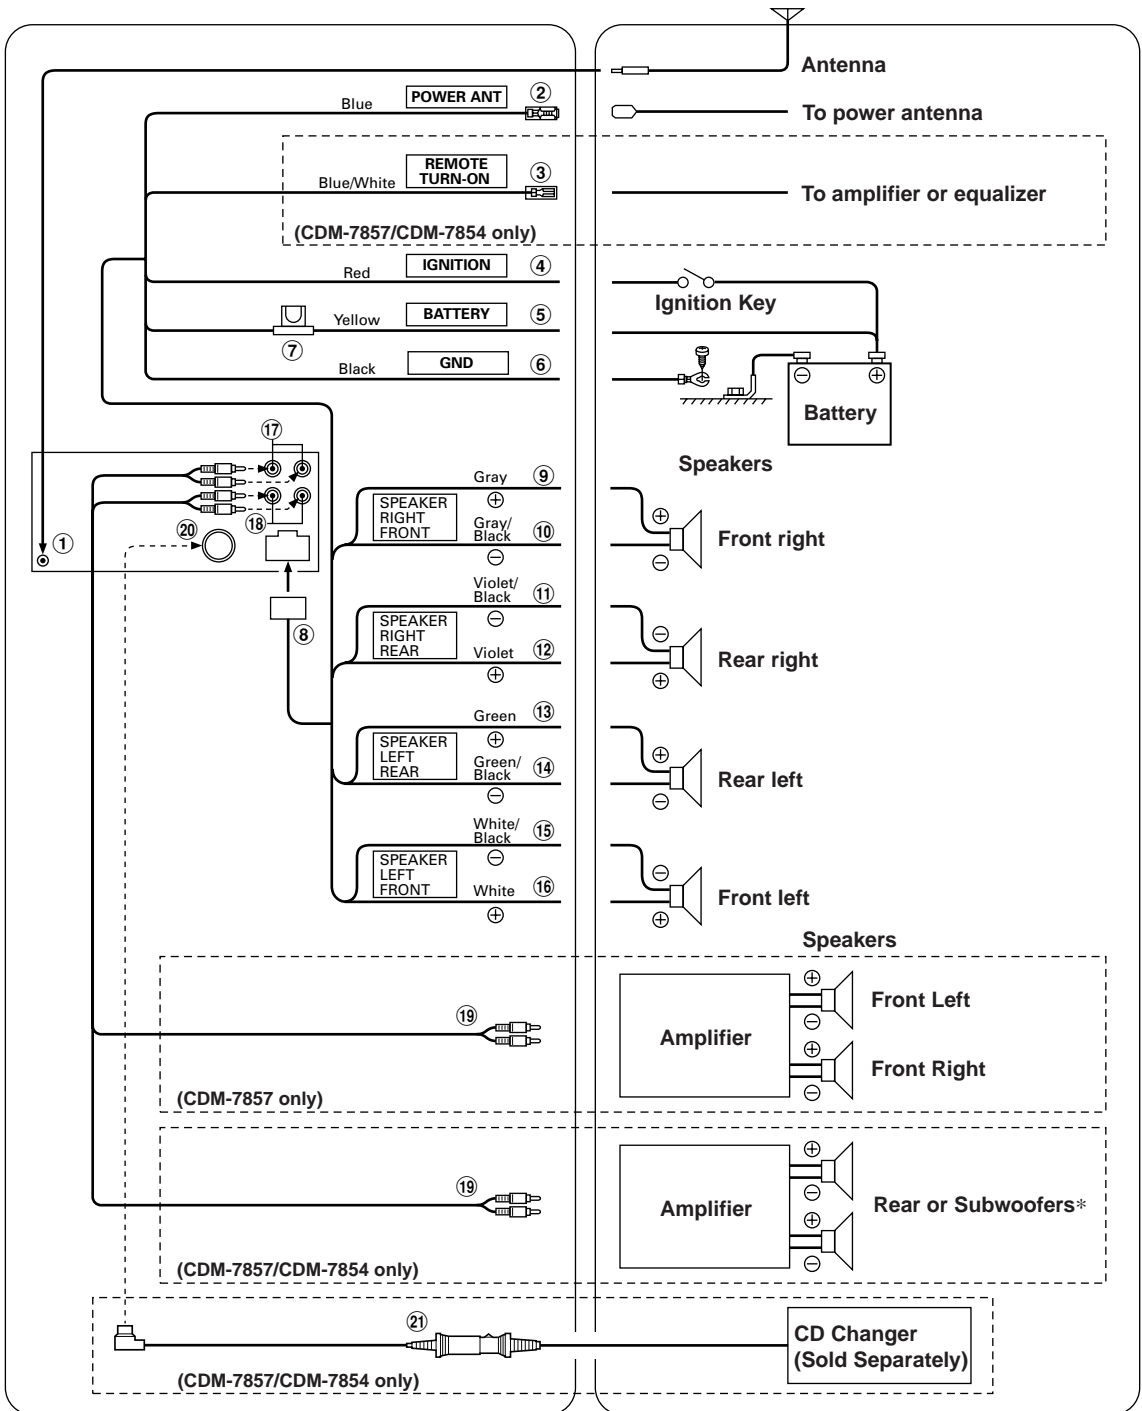 Antenna
Blue
POWER ANT
②
To power antenna
Blue/White
REMOTE
TURN-ON
③
To amplifier or equalizer
(CDM-7857/CDM-7854 only)
Red
IGNITION
④
Ignition Key
⑦
Yellow
BATTERY
⑤
Black
GND
⑥
⊖
⊕
Battery
⑰
⑱
⑳
①
⑧
Speakers
SPEAKER
RIGHT
FRONT
Gray
⑨
⊕
Gray/
Black
⑩
⊖
⊕
⊖
Front right
SPEAKER
RIGHT
REAR
Violet/
Black
⑪
⊖
Violet
⑫
⊕
⊖
⊕
Rear right
SPEAKER
LEFT
REAR
Green
⑬
⊕
Green/
Black
⑭
⊖
⊕
⊖
Rear left
SPEAKER
LEFT
FRONT
White/
Black
⑮
⊖
White
⑯
⊕
⊖
⊕
Front left
Speakers
⑲
Amplifier
⊕
⊖
Front Left
⊕
⊖
Front Right
(CDM-7857 only)
⑲
Amplifier
⊕
⊖
⊕
⊖
Rear or Subwoofers*
(CDM-7857/CDM-7854 only)
㉑
CD Changer
(Sold Separately)
(CDM-7857/CDM-7854 only)